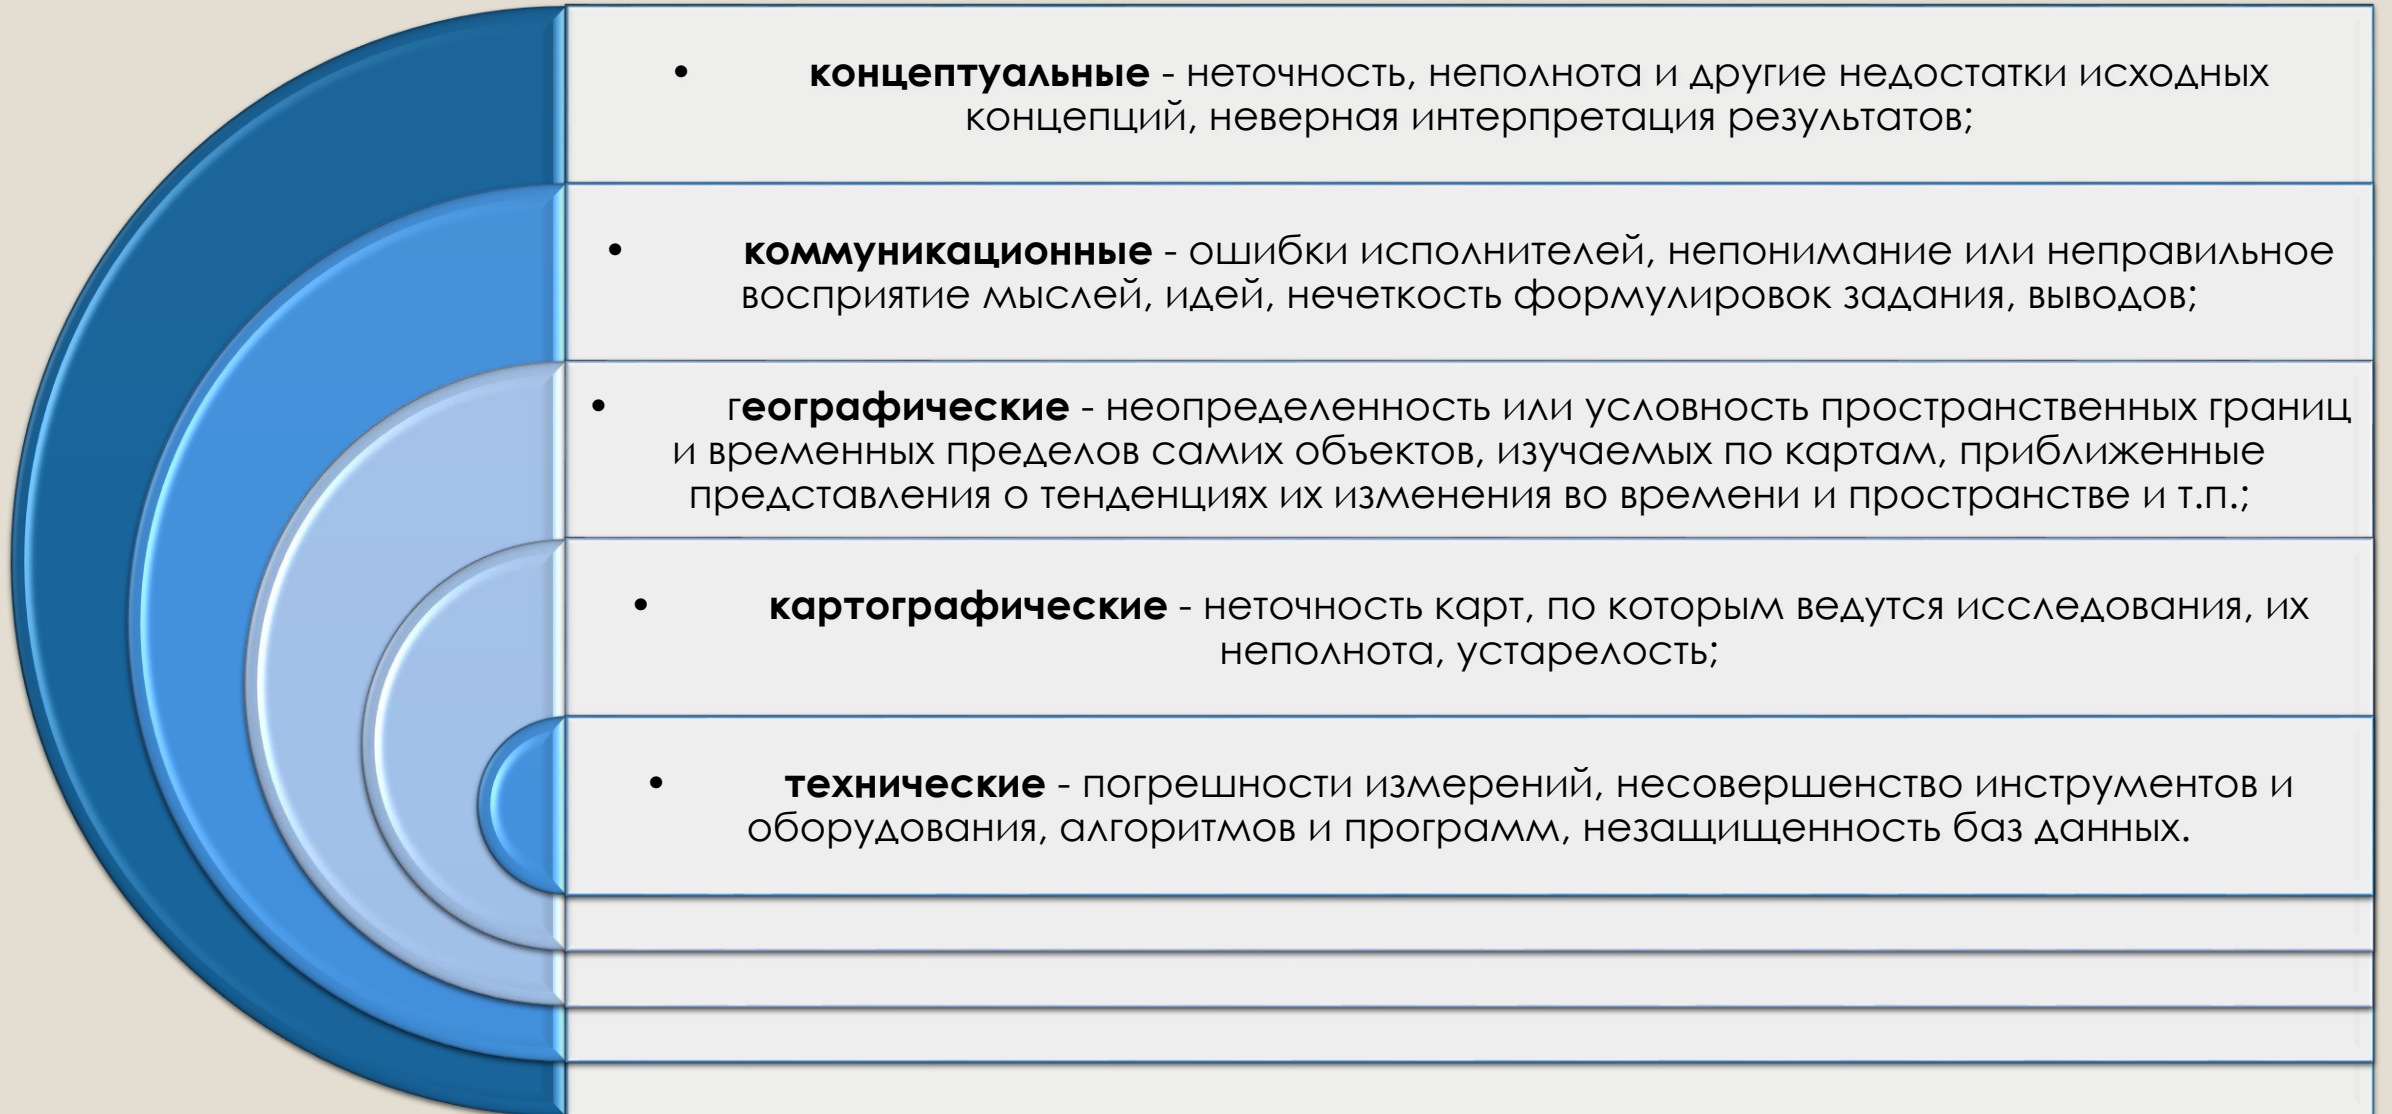 • концептуальные - неточность, неполнота и другие недостатки исходных
концепций, неверная интерпретация результатов;
• коммуникационные - ошибки исполнителей, непонимание или неправильное
восприятие мыслей, идей, нечеткость формулировок задания, выводов;
• географические - неопределенность или условность пространственных границ
и временных пределов самих объектов, изучаемых по картам, приближенные
представления о тенденциях их изменения во времени и пространстве и т.п.;
• картографические - неточность карт, по которым ведутся исследования, их
неполнота, устарелость;
• технические - погрешности измерений, несовершенство инструментов и
оборудования, алгоритмов и программ, незащищенность баз данных.